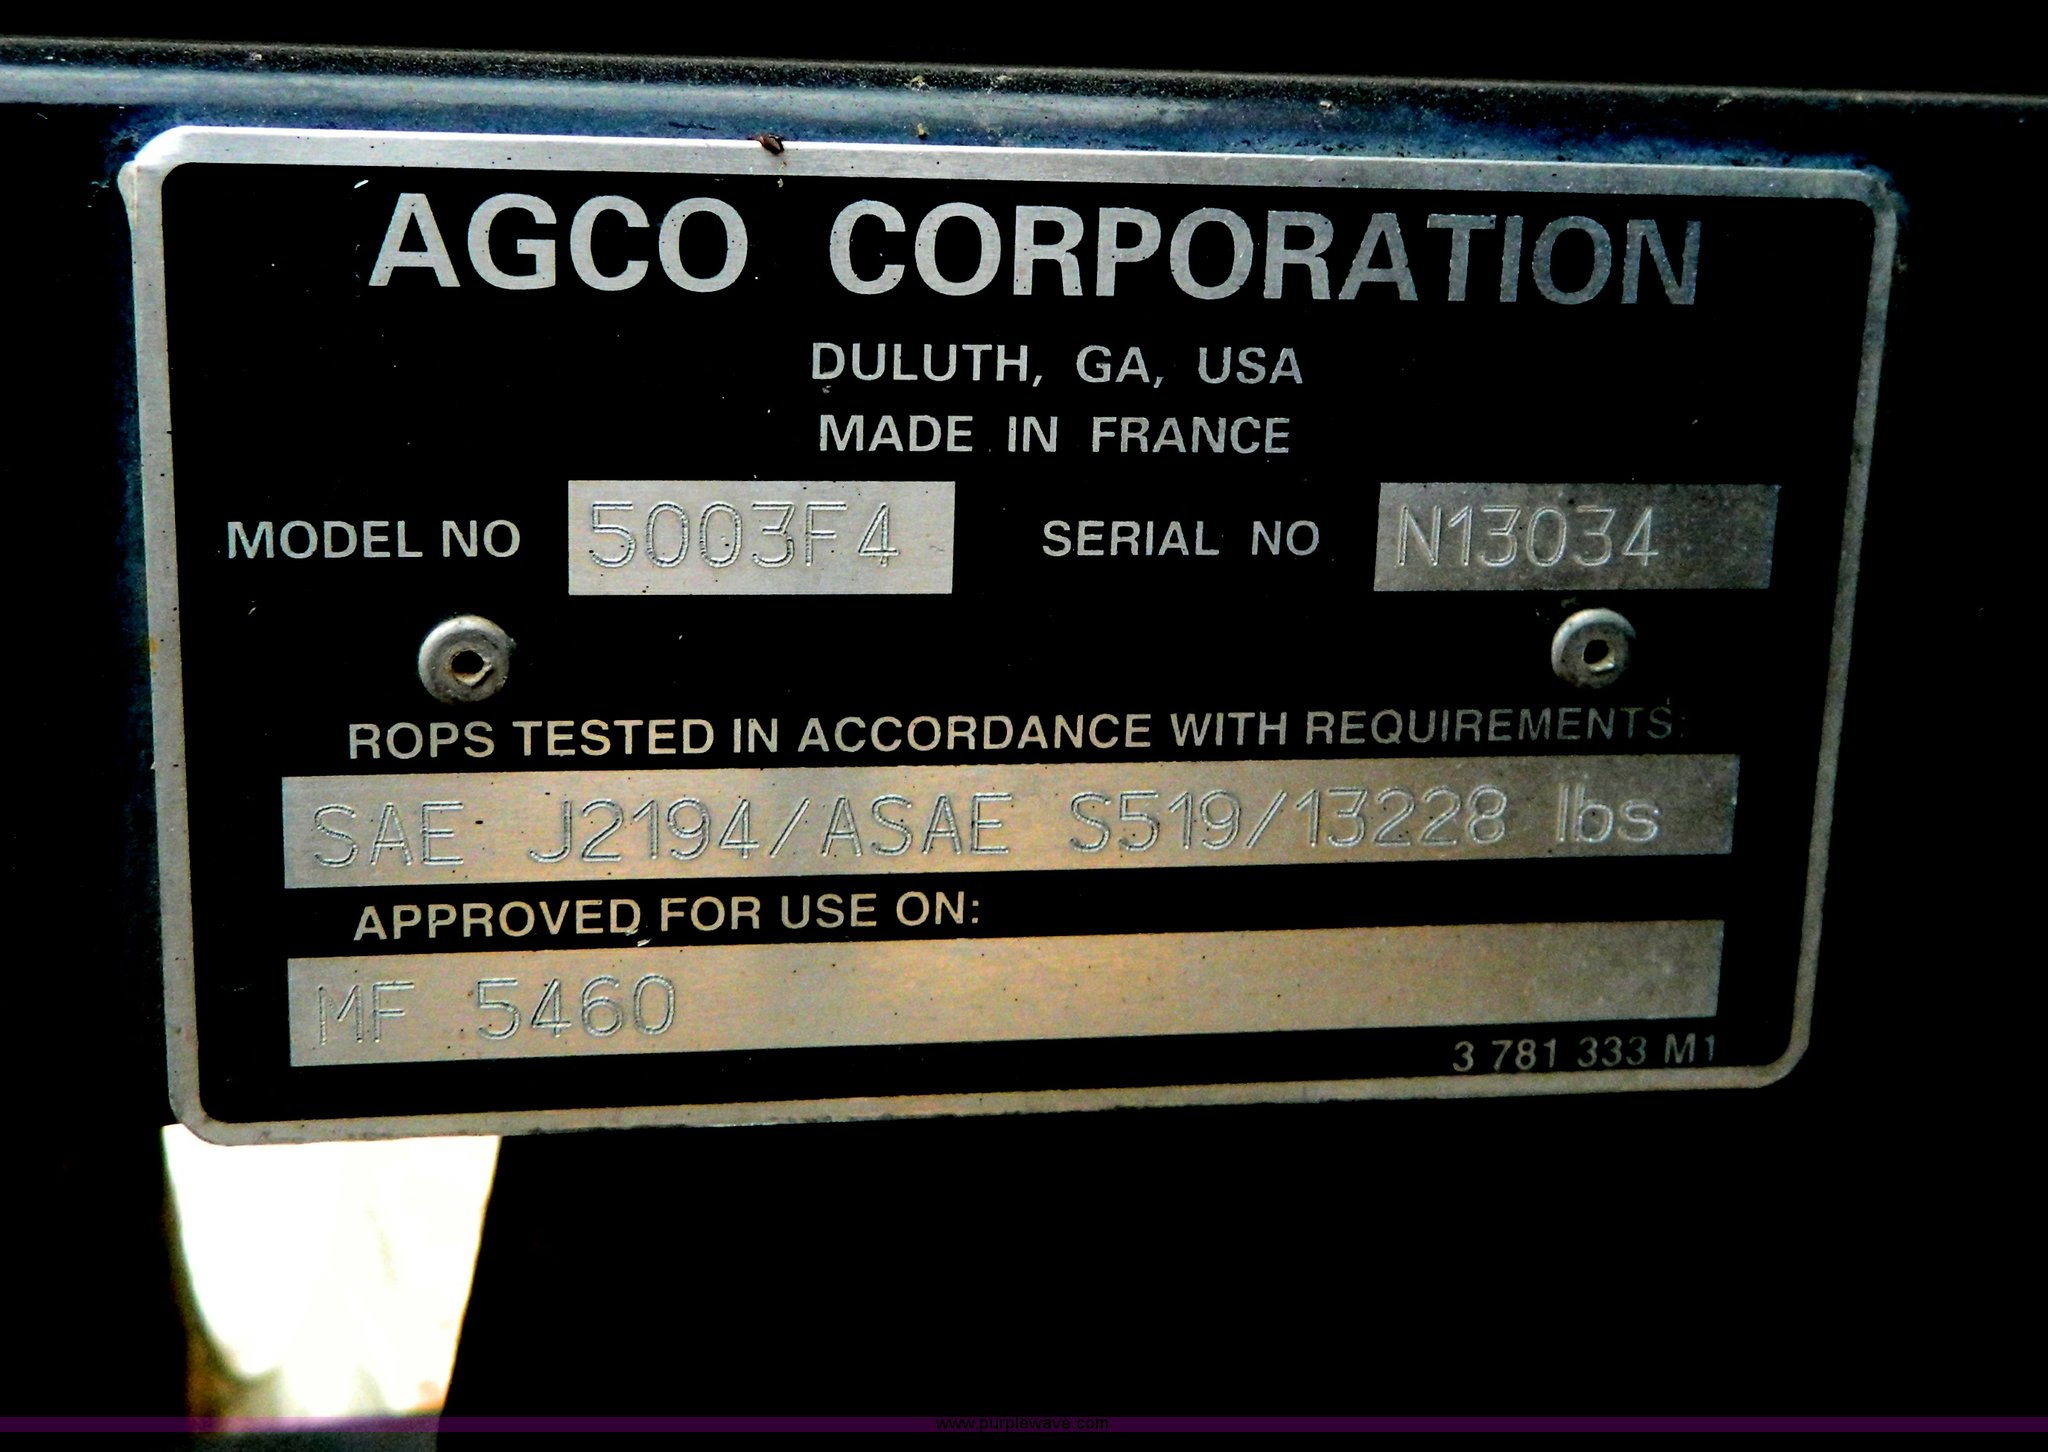 AGCO CORPORATION
DULUTH, GA, USA
MADE IN FRANCE
MODEL NO 5003F4 SERIAL NO N13034
ROPS TESTED IN ACCORDANCE WITH REQUIREMENTS:
SAE J2194/ASAE S519/13228 lbs
APPROVED FOR USE ON:
MF 5460
3 781 333 M1
www.purplewave.com